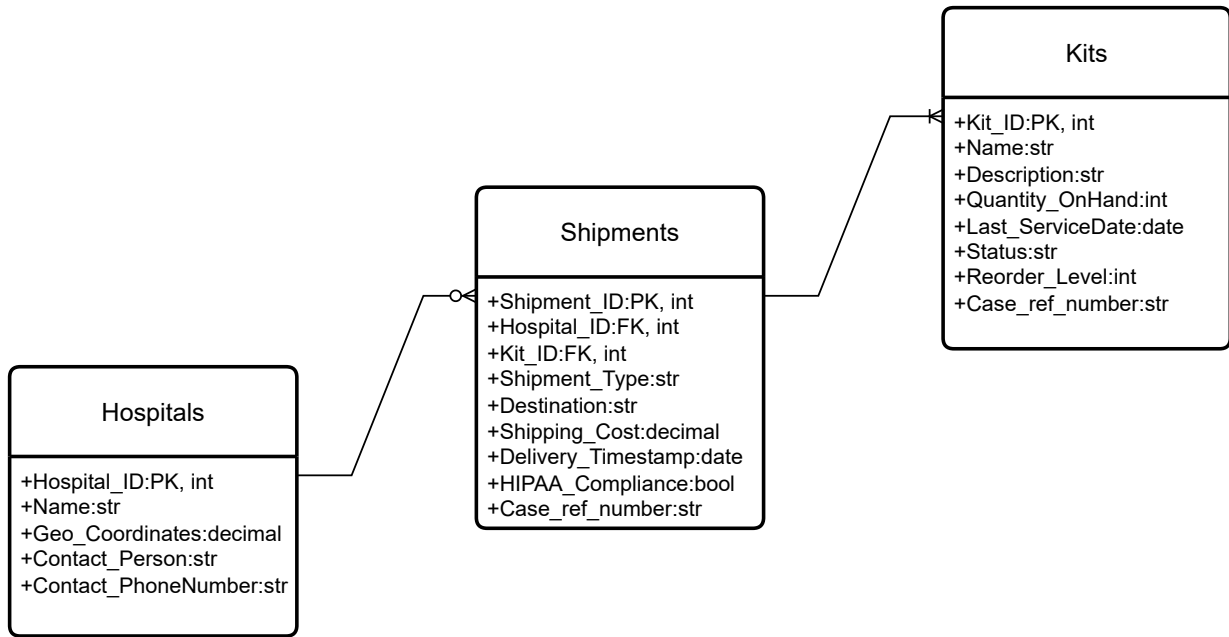 Hospitals
+Hospital_ID:PK, int
+Name:str
+Geo_Coordinates:decimal
+Contact_Person:str
+Contact_PhoneNumber:str
Shipments
+Shipment_ID:PK, int
+Hospital_ID:FK, int
+Kit_ID:FK, int
+Shipment_Type:str
+Destination:str
+Shipping_Cost:decimal
+Delivery_Timestamp:date
+HIPAA_Compliance:bool
+Case_ref_number:str
Kits
+Kit_ID:PK, int
+Name:str
+Description:str
+Quantity_OnHand:int
+Last_ServiceDate:date
+Status:str
+Reorder_Level:int
+Case_ref_number:str